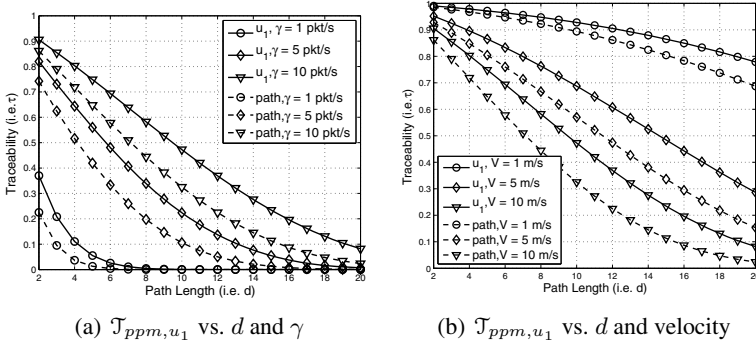 1
0.9
0.8
0.7
0.6
0.5
0.4
0.3
0.2
0.1
0
Traceability (i.e.τ)
u₁, γ = 1 pkt/s
u₁, γ = 5 pkt/s
u₁, γ = 10 pkt/s
path, γ = 1 pkt/s
path, γ = 5 pkt/s
path, γ = 10 pkt/s
2 4 6 8 10 12 14 16 18 20
Path Length (i.e. d)
(a) 𝒯ppm,u₁ vs. d and γ
1
0.9
0.8
0.7
0.6
0.5
0.4
0.3
0.2
0.1
0
Traceability (i.e.τ)
u₁, V = 1 m/s
u₁, V = 5 m/s
u₁, V = 10 m/s
path, V = 1 m/s
path, V = 5 m/s
path, V = 10 m/s
2 4 6 8 10 12 14 16 18 20
Path Length (i.e. d)
(b) 𝒯ppm,u₁ vs. d and velocity